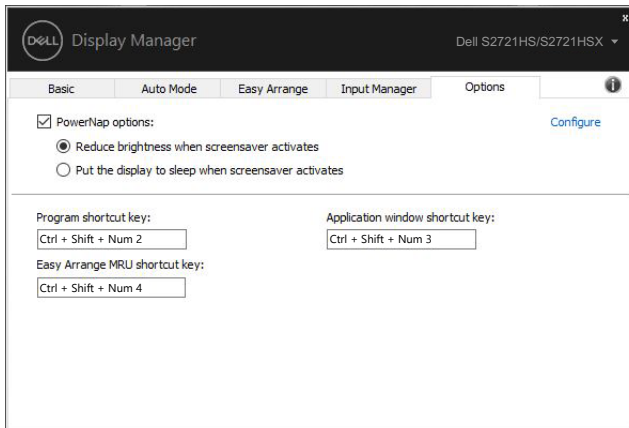 x
DELL Display Manager
Dell S2721HS/S2721HSX
Basic Auto Mode Easy Arrange Input Manager Options i
PowerNap options: Configure
Reduce brightness when screensaver activates
Put the display to sleep when screensaver activates
Program shortcut key: Application window shortcut key:
Ctrl + Shift + Num 2 Ctrl + Shift + Num 3
Easy Arrange MRU shortcut key:
Ctrl + Shift + Num 4